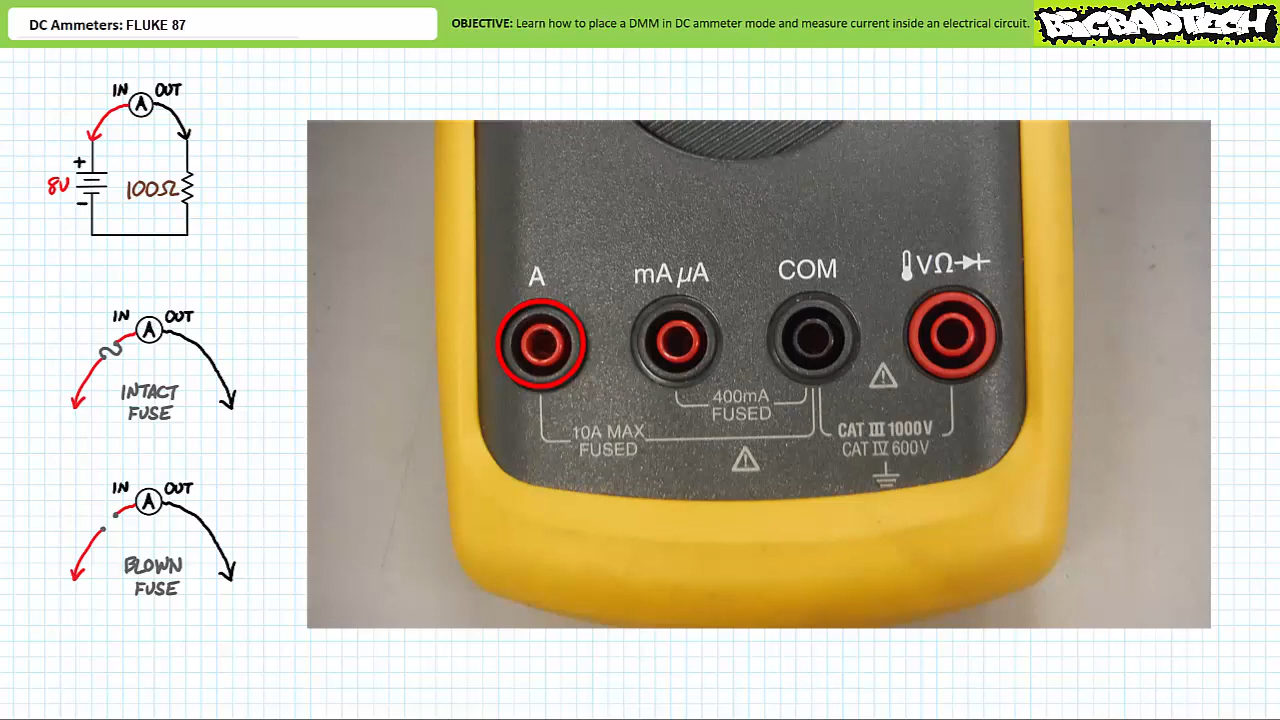 DC Ammeters: FLUKE 87
OBJECTIVE: Learn how to place a DMM in DC ammeter mode and measure current inside an electrical circuit.
BIGBADTECH
IN A OUT
+
8V
100Ω
-
IN A OUT
INTACT
FUSE
IN A OUT
BLOWN
FUSE
A
mA µA
COM
VΩ
400mA
FUSED
10A MAX
FUSED
CAT III 1000V
CAT IV 600V